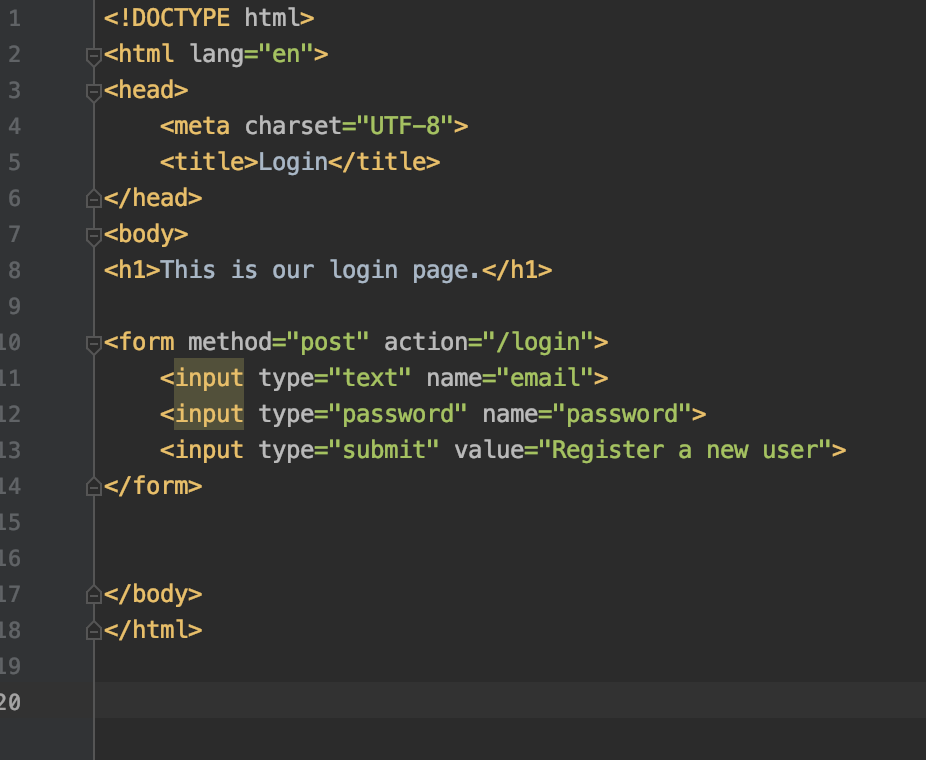 1 <!DOCTYPE html>
2 <html lang="en">
3 <head>
4     <meta charset="UTF-8">
5     <title>Login</title>
6 </head>
7 <body>
8 <h1>This is our login page.</h1>
9
10 <form method="post" action="/login">
11     <input type="text" name="email">
12     <input type="password" name="password">
13     <input type="submit" value="Register a new user">
14 </form>
15
16
17 </body>
18 </html>
19
20